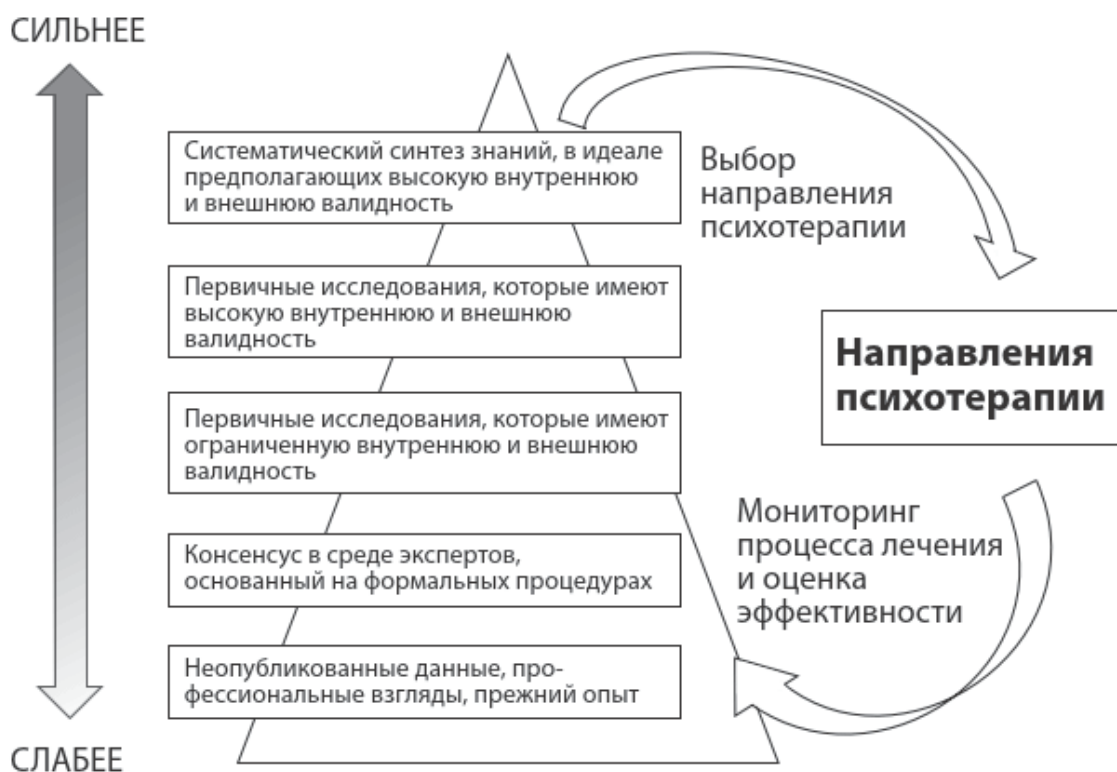 СИЛЬНЕЕ
Систематический синтез знаний, в идеале
предполагающих высокую внутреннюю
и внешнюю валидность
Выбор
направления
психотерапии
Первичные исследования, которые имеют
высокую внутреннюю и внешнюю
валидность
Направления
психотерапии
Первичные исследования, которые имеют
ограниченную внутреннюю и внешнюю
валидность
Мониторинг
процесса лечения
и оценка
эффективности
Консенсус в среде экспертов,
основанный на формальных процедурах
Неопубликованные данные, про-
фессиональные взгляды, прежний опыт
СЛАБЕЕ